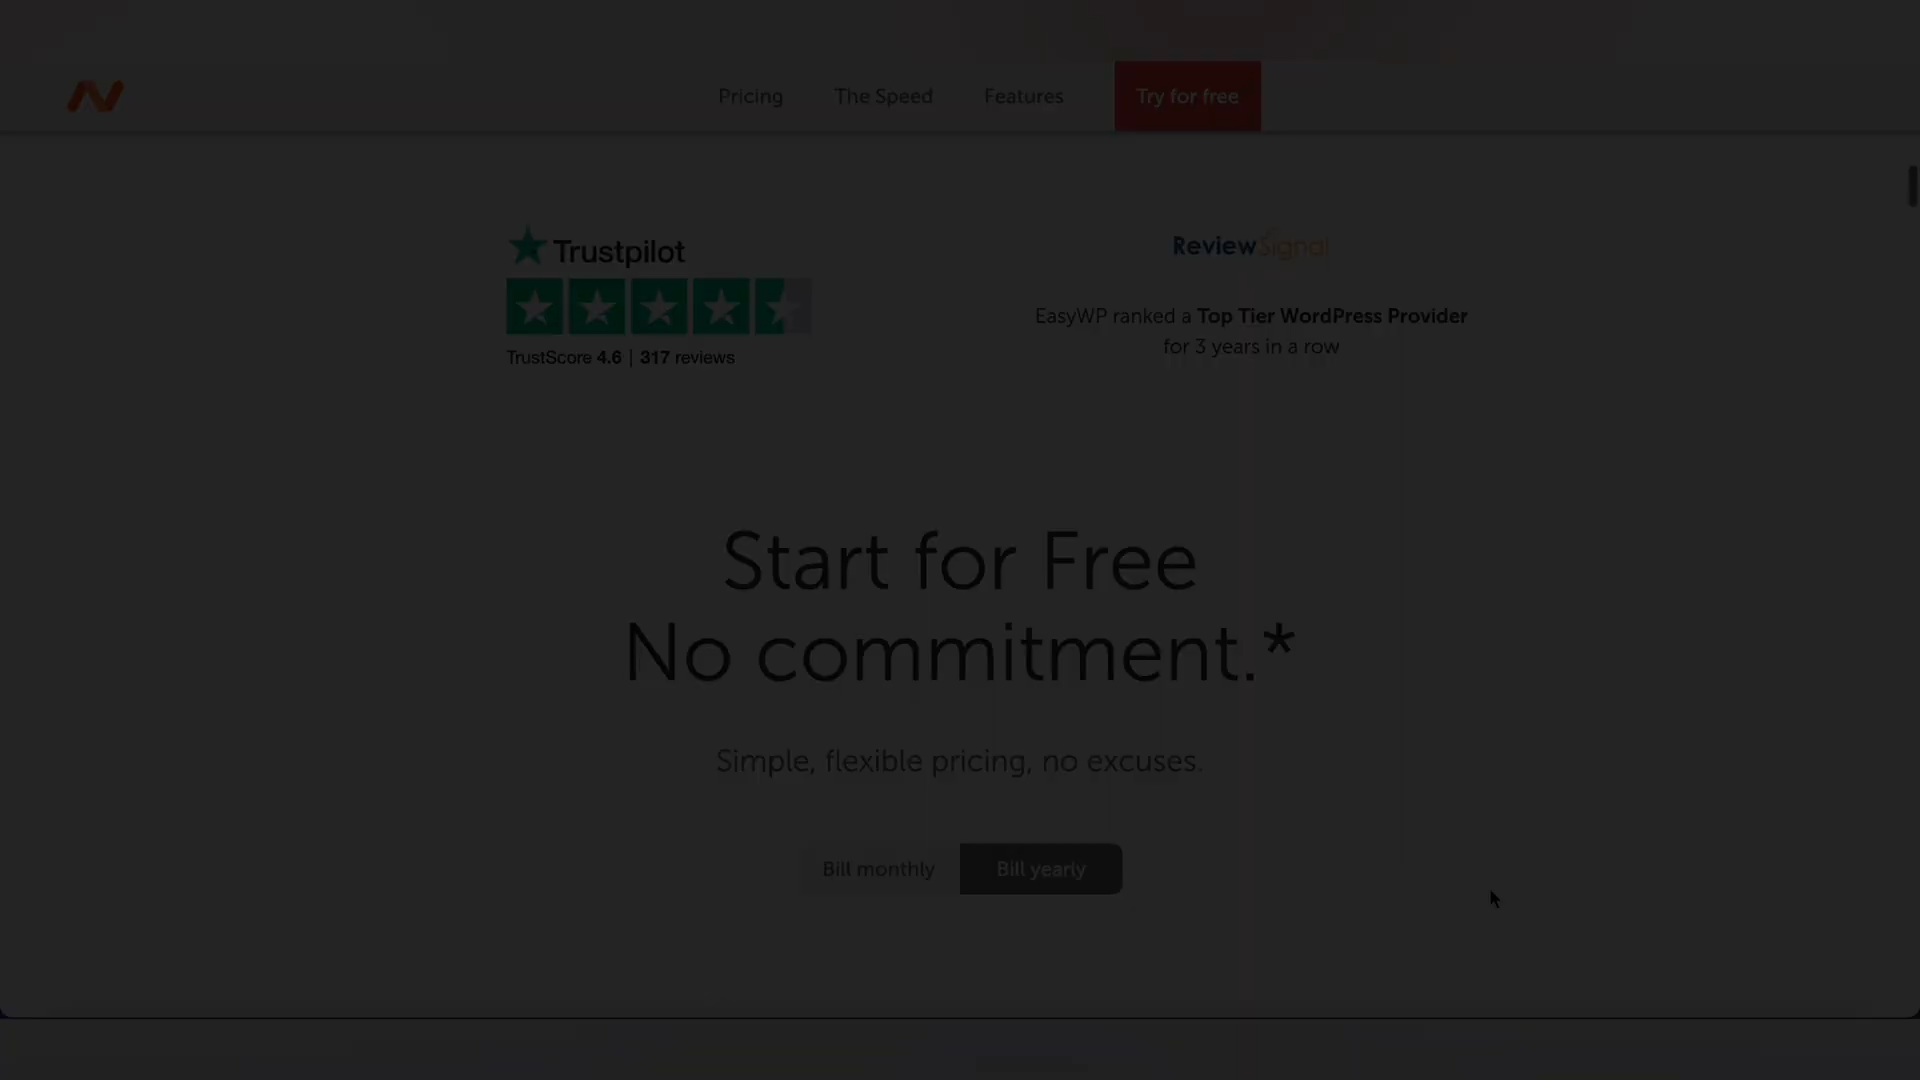 Pricing
The Speed
Features
Try for free
Trustpilot
TrustScore 4.6 | 317 reviews
ReviewSignal
EasyWP ranked a Top Tier WordPress Provider
for 3 years in a row
Start for Free
No commitment.*
Simple, flexible pricing, no excuses.
Bill monthly
Bill yearly